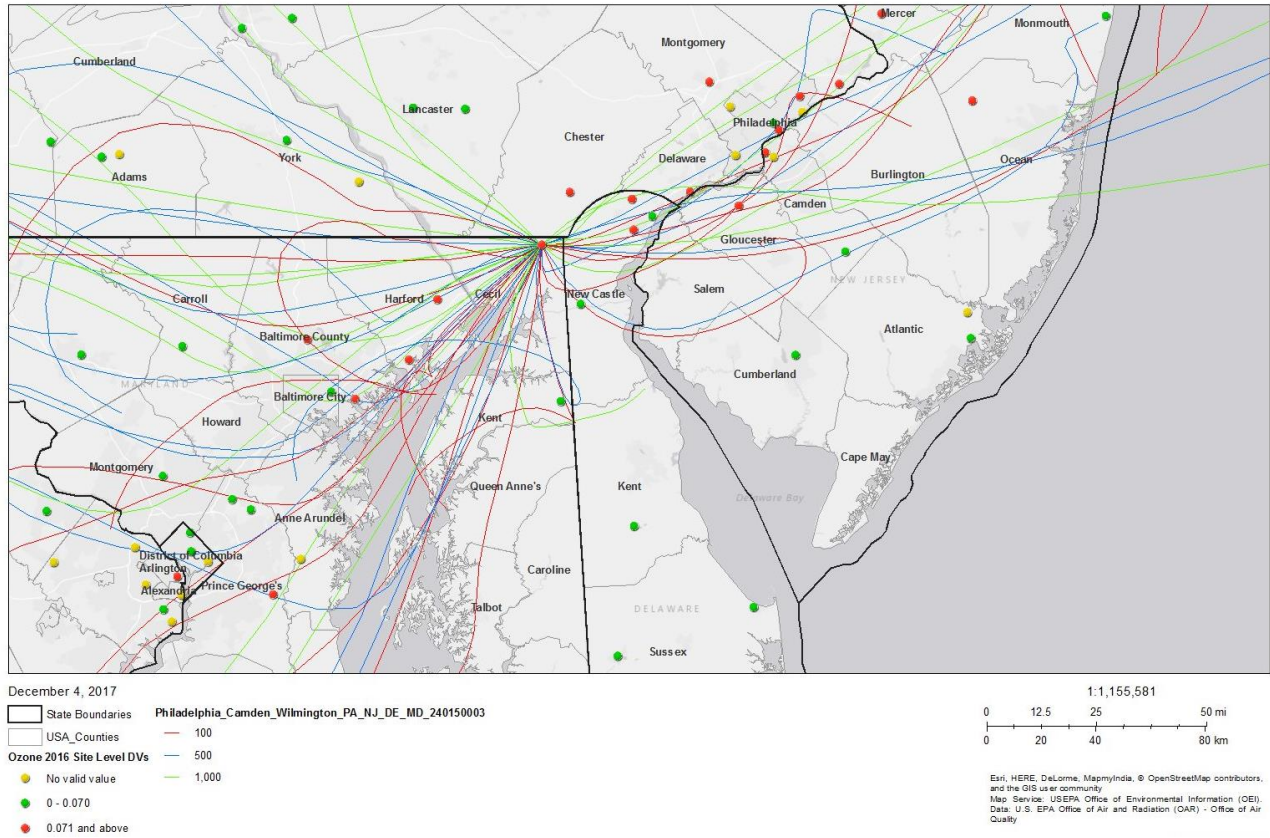 Mercer
Monmouth
Montgomery
Cumberland
Lancaster
Philadelphia
Chester
York
Delaware
Ocean
Adams
Burlington
Camden
Gloucester
NEW JERSEY
Salem
New Castle
Cecil
Harford
Carroll
Atlantic
Baltimore County
Cumberland
MARYLAND
Baltimore City
Kent
Howard
Cape May
Montgomery
Queen Anne's
Kent
Delaware Bay
Anne Arundel
District of Columbia
Arlington
Caroline
Prince George's
Alexandria
Talbot
DELAWARE
Sussex
December 4, 2017
State Boundaries
USA_Counties
Ozone 2016 Site Level DVs
No valid value
0 - 0.070
0.071 and above
Philadelphia_Camden_Wilmington_PA_NJ_DE_MD_240150003
100
500
1,000
1:1,155,581
0 12.5 25 50 mi
0 20 40 80 km
Esri, HERE, DeLorme, MapmyIndia, © OpenStreetMap contributors,
and the GIS user community
Map Service: USEPA Office of Environmental Information (OEI).
Data: U.S. EPA Office of Air and Radiation (OAR) - Office of Air
Quality